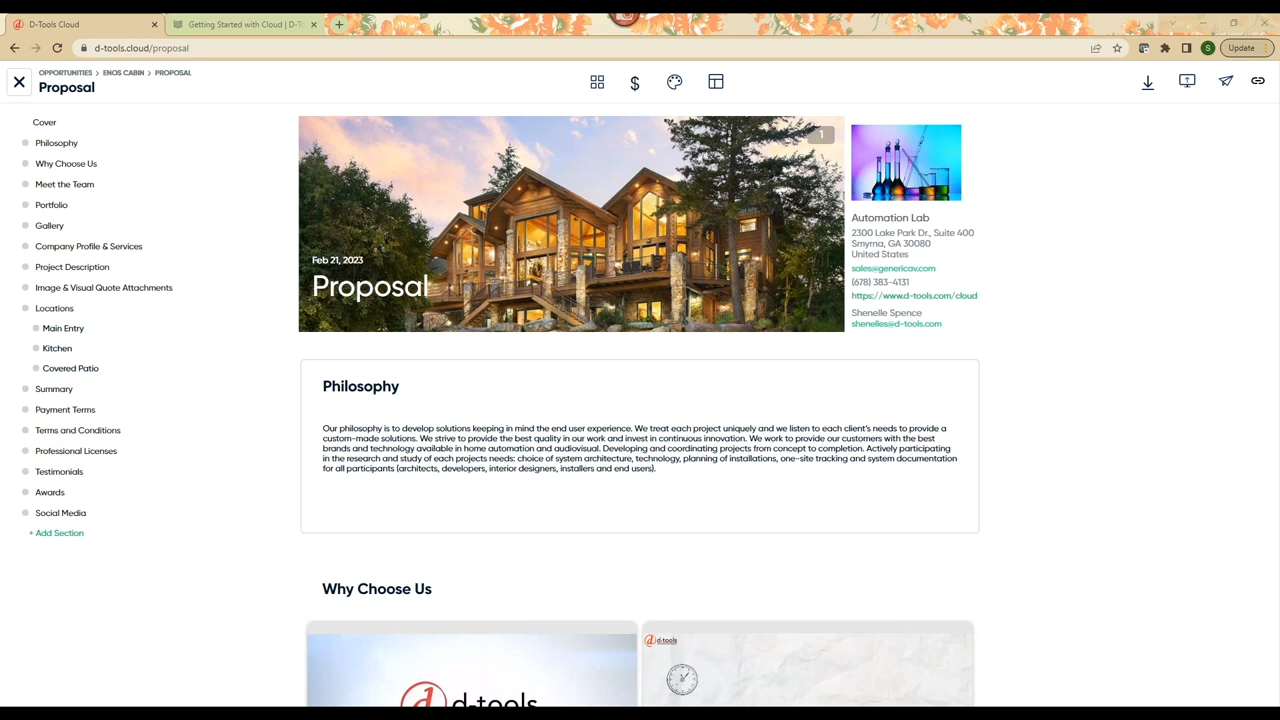 D-Tools Cloud
Getting Started with Cloud | D-To
d-tools.cloud/proposal
S
Update
OPPORTUNITIES > ENOS CABIN > PROPOSAL
Proposal
Cover
Philosophy
Why Choose Us
Meet the Team
Portfolio
Gallery
Company Profile & Services
Project Description
Image & Visual Quote Attachments
Locations
Main Entry
Kitchen
Covered Patio
Summary
Payment Terms
Terms and Conditions
Professional Licenses
Testimonials
Awards
Social Media
+ Add Section
1
Feb 21, 2023
Proposal
Automation Lab
2300 Lake Park Dr., Suite 400
Smyrna, GA 30080
United States
sales@genericav.com
(678) 383-4131
https://www.d-tools.com/cloud
Shenelle Spence
shenelles@d-tools.com
Philosophy
Our philosophy is to develop solutions keeping in mind the end user experience. We treat each project uniquely and we listen to each client's needs to provide a
custom-made solutions. We strive to provide the best quality in our work and invest in continuous innovation. We work to provide our customers with the best
brands and technology available in home automation and audiovisual. Developing and coordinating projects from concept to completion. Actively participating
in the research and study of each projects needs: choice of system architecture, technology, planning of installations, one-site tracking and system documentation
for all participants (architects, developers, interior designers, installers and end users).
Why Choose Us
d-tools
d-tools